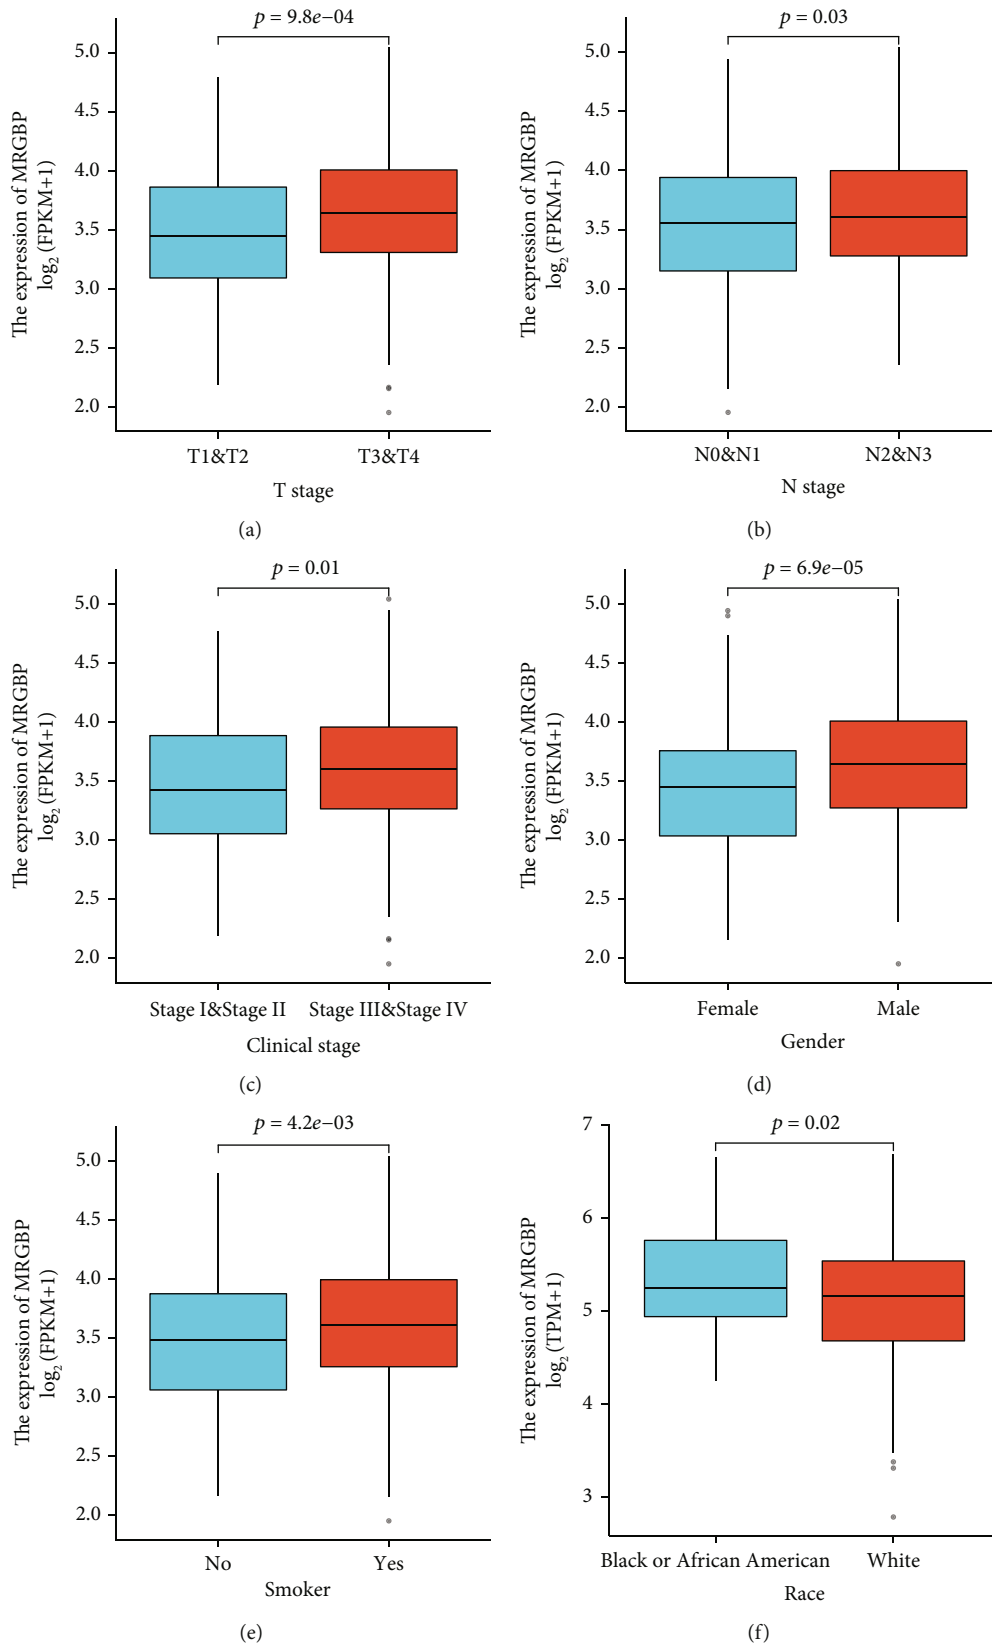 p = 9.8e−04
The expression of MRGBP
log₂ (FPKM+1)
5.0
4.5
4.0
3.5
3.0
2.5
2.0
T1&T2 T3&T4
T stage
(a)
p = 0.03
The expression of MRGBP
log₂ (FPKM+1)
5.0
4.5
4.0
3.5
3.0
2.5
2.0
N0&N1 N2&N3
N stage
(b)
p = 0.01
The expression of MRGBP
log₂ (FPKM+1)
5.0
4.5
4.0
3.5
3.0
2.5
2.0
Stage I&Stage II Stage III&Stage IV
Clinical stage
(c)
p = 6.9e−05
The expression of MRGBP
log₂ (FPKM+1)
5.0
4.5
4.0
3.5
3.0
2.5
2.0
Female Male
Gender
(d)
p = 4.2e−03
The expression of MRGBP
log₂ (FPKM+1)
5.0
4.5
4.0
3.5
3.0
2.5
2.0
No Yes
Smoker
(e)
p = 0.02
The expression of MRGBP
log₂ (TPM+1)
7
6
5
4
3
Black or African American White
Race
(f)